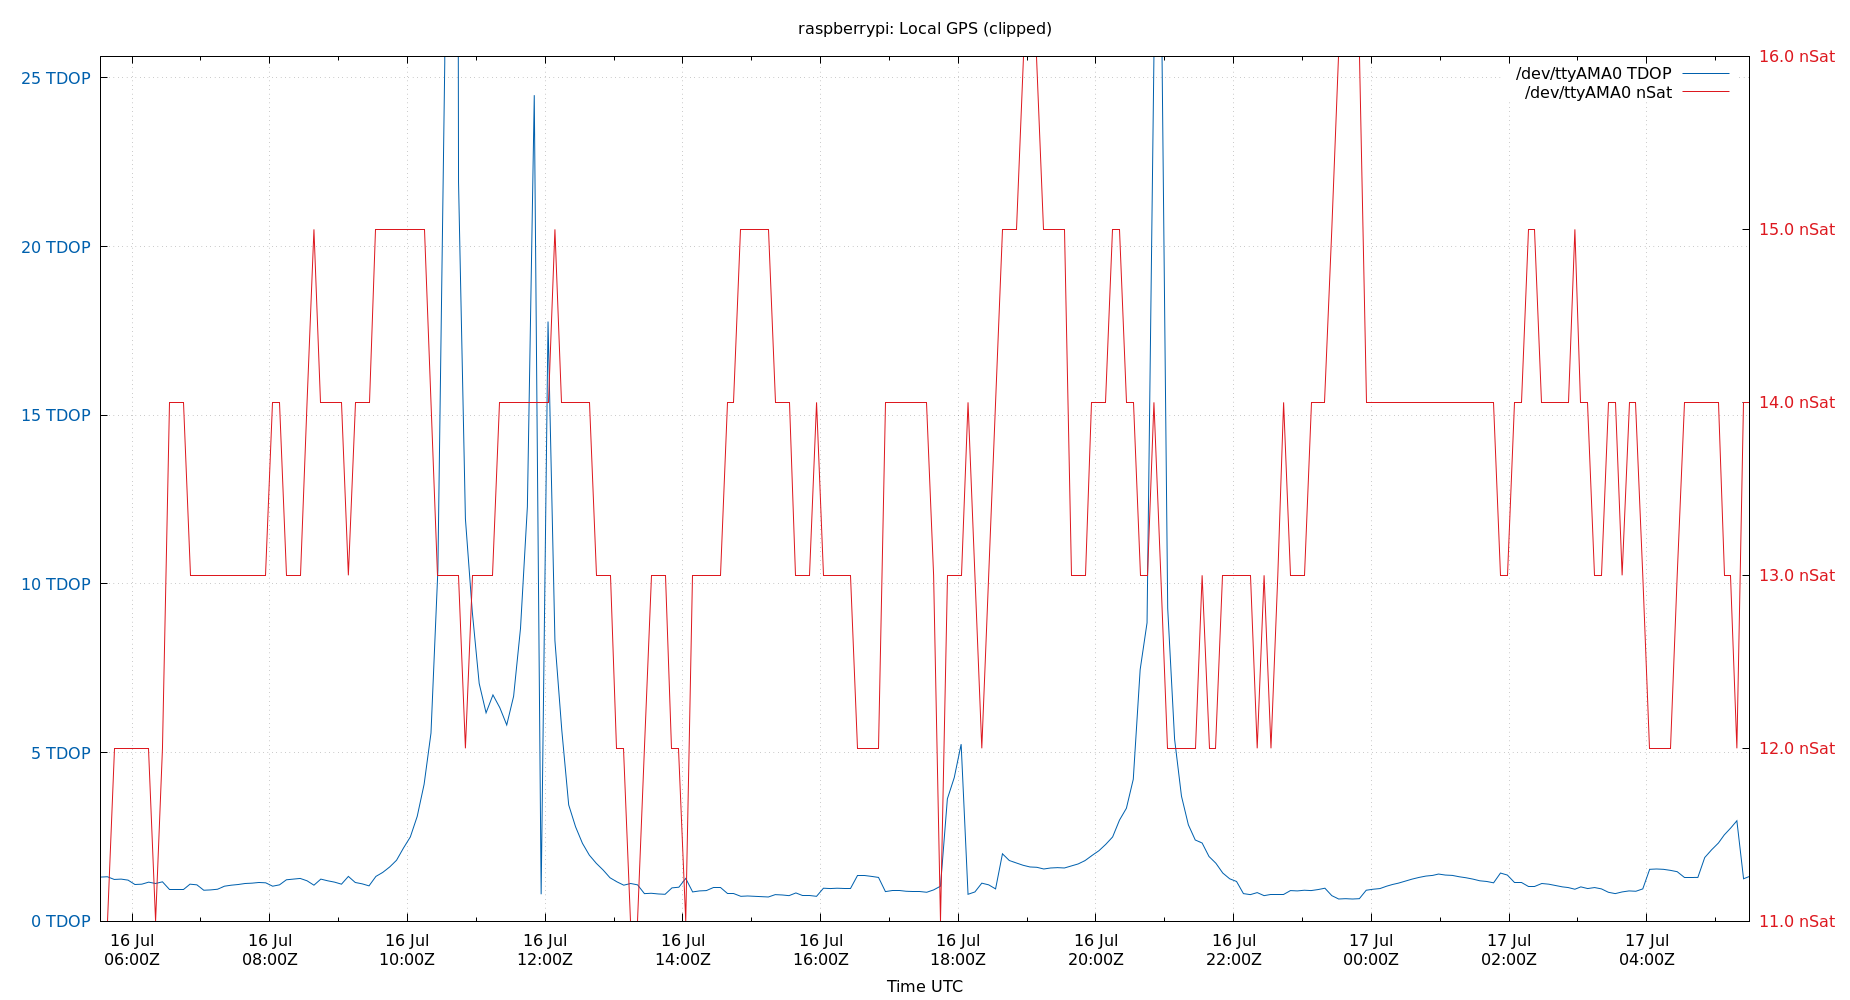 raspberrypi: Local GPS (clipped)
/dev/ttyAMA0 TDOP
/dev/ttyAMA0 nSat
25 TDOP
20 TDOP
15 TDOP
10 TDOP
5 TDOP
0 TDOP
16.0 nSat
15.0 nSat
14.0 nSat
13.0 nSat
12.0 nSat
11.0 nSat
16 Jul
06:00Z
16 Jul
08:00Z
16 Jul
10:00Z
16 Jul
12:00Z
16 Jul
14:00Z
16 Jul
16:00Z
16 Jul
18:00Z
16 Jul
20:00Z
16 Jul
22:00Z
17 Jul
00:00Z
17 Jul
02:00Z
17 Jul
04:00Z
Time UTC